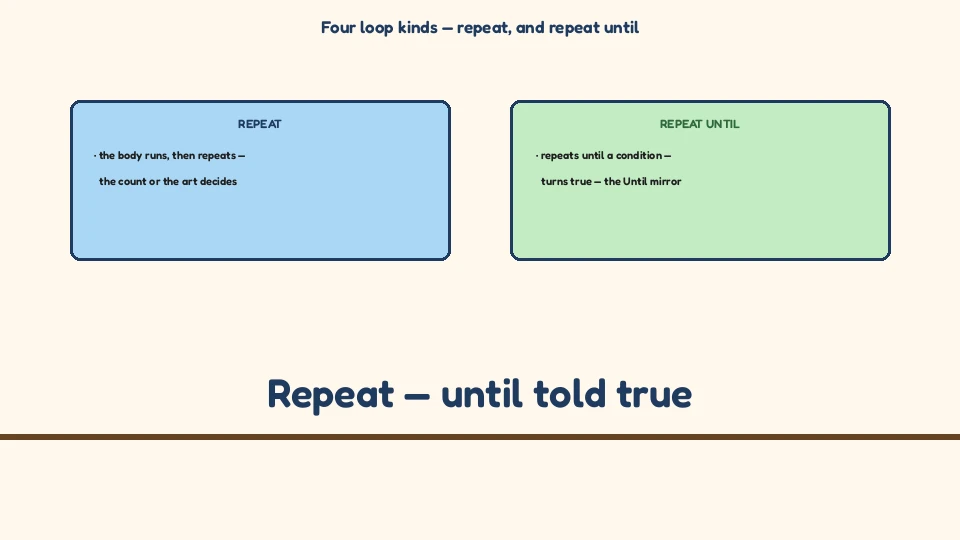 Four loop kinds — repeat, and repeat until
REPEAT
· the body runs, then repeats —
the count or the art decides
REPEAT UNTIL
· repeats until a condition —
turns true — the Until mirror
Repeat — until told true